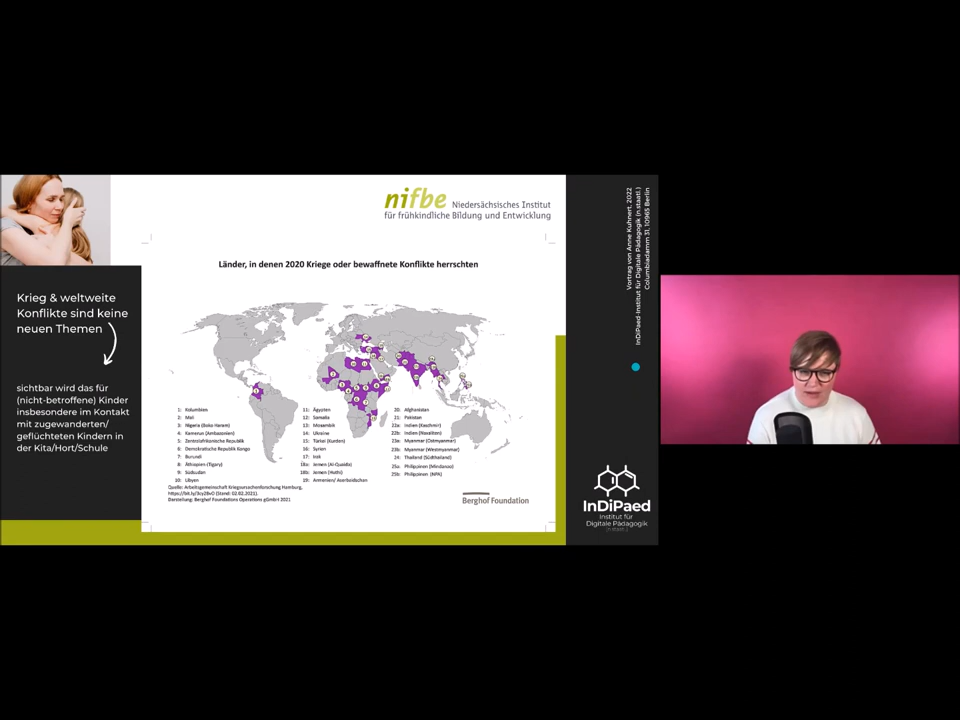 nifbe Niedersächsisches Institut
für frühkindliche Bildung und Entwicklung
Krieg & weltweite
Konflikte sind keine
neuen Themen
sichtbar wird das für
(nicht-betroffene) Kinder
insbesondere im Kontakt
mit zugewanderten/
geflüchteten Kindern in
der Kita/Hort/Schule
Länder, in denen 2020 Kriege oder bewaffnete Konflikte herrschten
1: Kolumbien
2: Mali
3: Nigeria (Boko Haram)
4: Kamerun (Ambazonien)
5: Zentralafrikanische Republik
6: Demokratische Republik Kongo
7: Burundi
8: Äthiopien (Tigray)
9: Südsudan
10: Libyen
11: Ägypten
12: Somalia
13: Mosambik
14: Ukraine
15: Türkei (Kurden)
16: Syrien
17: Irak
18a: Jemen (Al-Quaida)
18b: Jemen (Huthi)
19: Armenien/ Aserbaidschan
20: Afghanistan
21: Pakistan
22a: Indien (Kaschmir)
22b: Indien (Naxaliten)
23a: Myanmar (Ostmyanmar)
23b: Myanmar (Westmyanmar)
24: Thailand (Südthailand)
25a: Philippinen (Mindanao)
25b: Philippinen (NPA)
Quelle: Arbeitsgemeinschaft Kriegsursachenforschung Hamburg,
(Stand: 02.02.2021).
Darstellung: Berghof Foundations Operations gGmbH 2021
Berghof Foundation
Vortrag von Anne Kuhnert, 2022
InDiPaed-Institut für Digitale Pädagogik (n.staatl.)
Columbiadamm 31, 10965 Berlin
InDiPaed
Institut für
Digitale Pädagogik